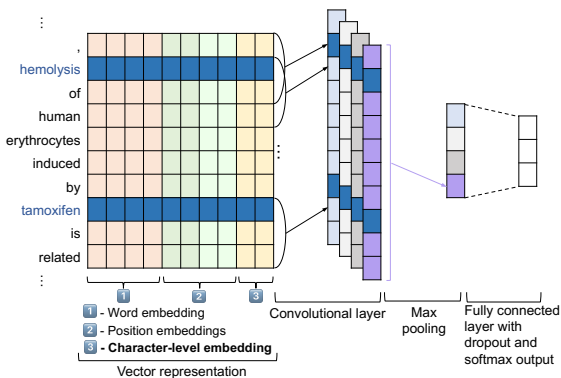 ⋮
,
hemolysis
of
human
erythrocytes
induced
by
tamoxifen
is
related
⋮
⋮
1 2 3
1 - Word embedding
2 - Position embeddings
3 - Character-level embedding
Vector representation
Convolutional layer
Max
pooling
Fully connected
layer with
dropout and
softmax output